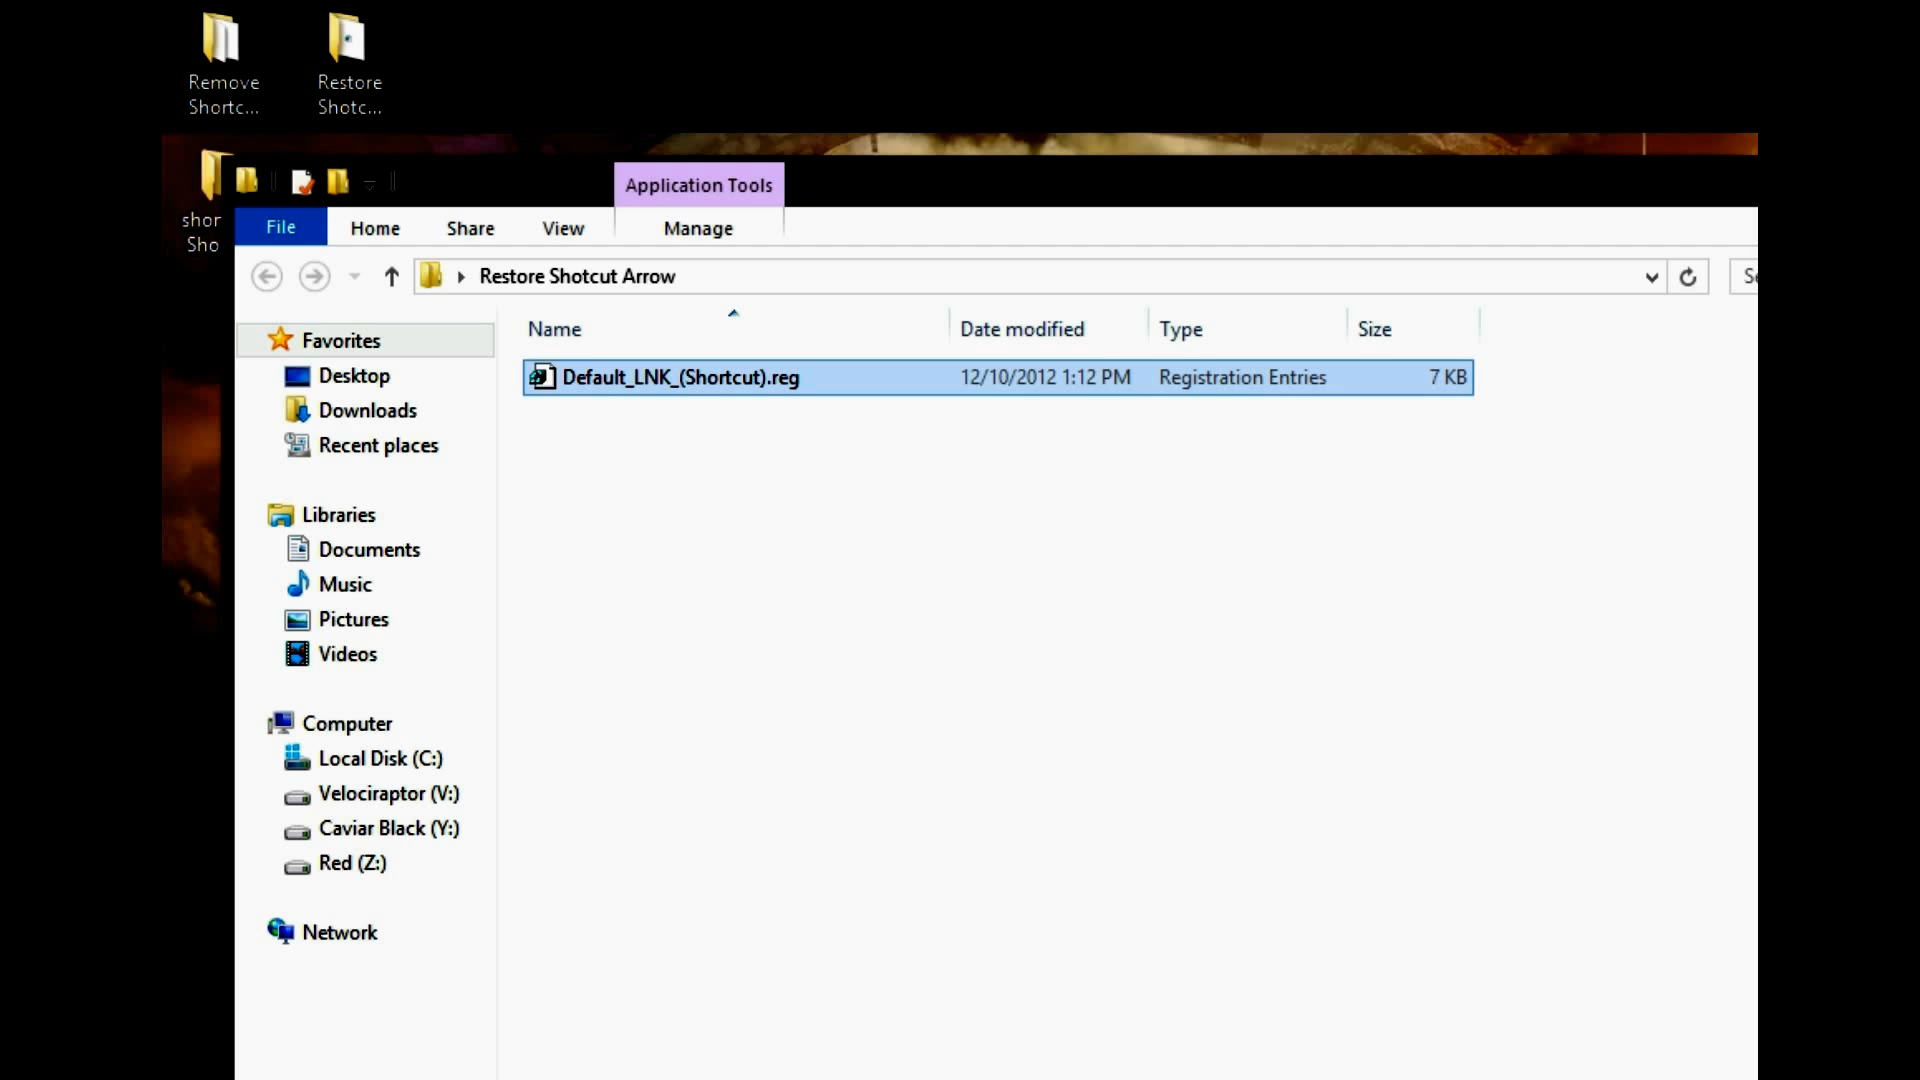 Remove
Shortc...
Restore
Shotc...
shor
Sho
Application Tools
File
Home
Share
View
Manage
Restore Shotcut Arrow
Se
Name
Date modified
Type
Size
Default_LNK_(Shortcut).reg
12/10/2012 1:12 PM
Registration Entries
7 KB
Favorites
Desktop
Downloads
Recent places
Libraries
Documents
Music
Pictures
Videos
Computer
Local Disk (C:)
Velociraptor (V:)
Caviar Black (Y:)
Red (Z:)
Network